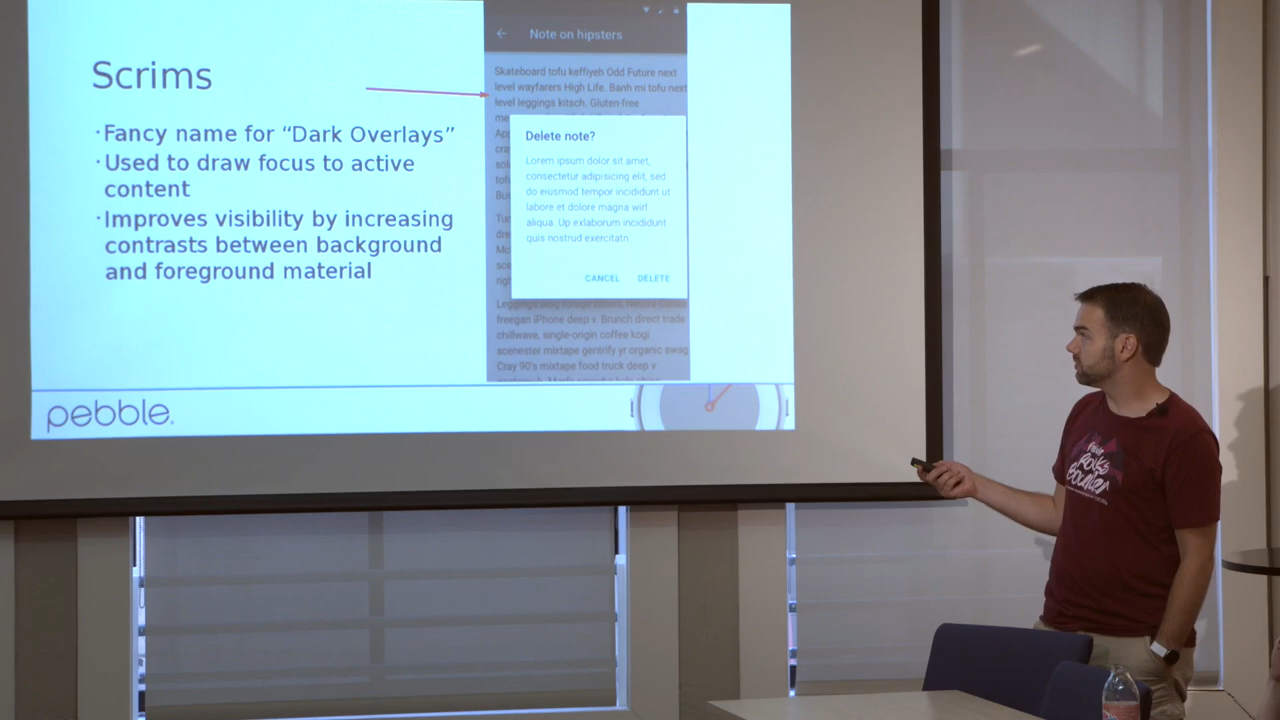 Scrims
·Fancy name for “Dark Overlays”
·Used to draw focus to active
content
·Improves visibility by increasing
contrasts between background
and foreground material
Note on hipsters
Skateboard tofu keffiyeh Odd Future next
level wayfarers High Life. Banh mi tofu next
level leggings kitsch. Gluten-free
Delete note?
Lorem ipsum dolor sit amet,
consectetur adipisicing elit, sed
do eiusmod tempor incididunt ut
labore et dolore magna wirl
aliqua. Up exlaborum incididunt
quis nostrud exercitatn
CANCEL DELETE
freegan iPhone deep v. Brunch direct trade
chillwave, single-origin coffee kogi
scenester mixtape gentrify yr organic swag
Cray 90's mixtape food truck deep v
pebble
Rocks
Boulder